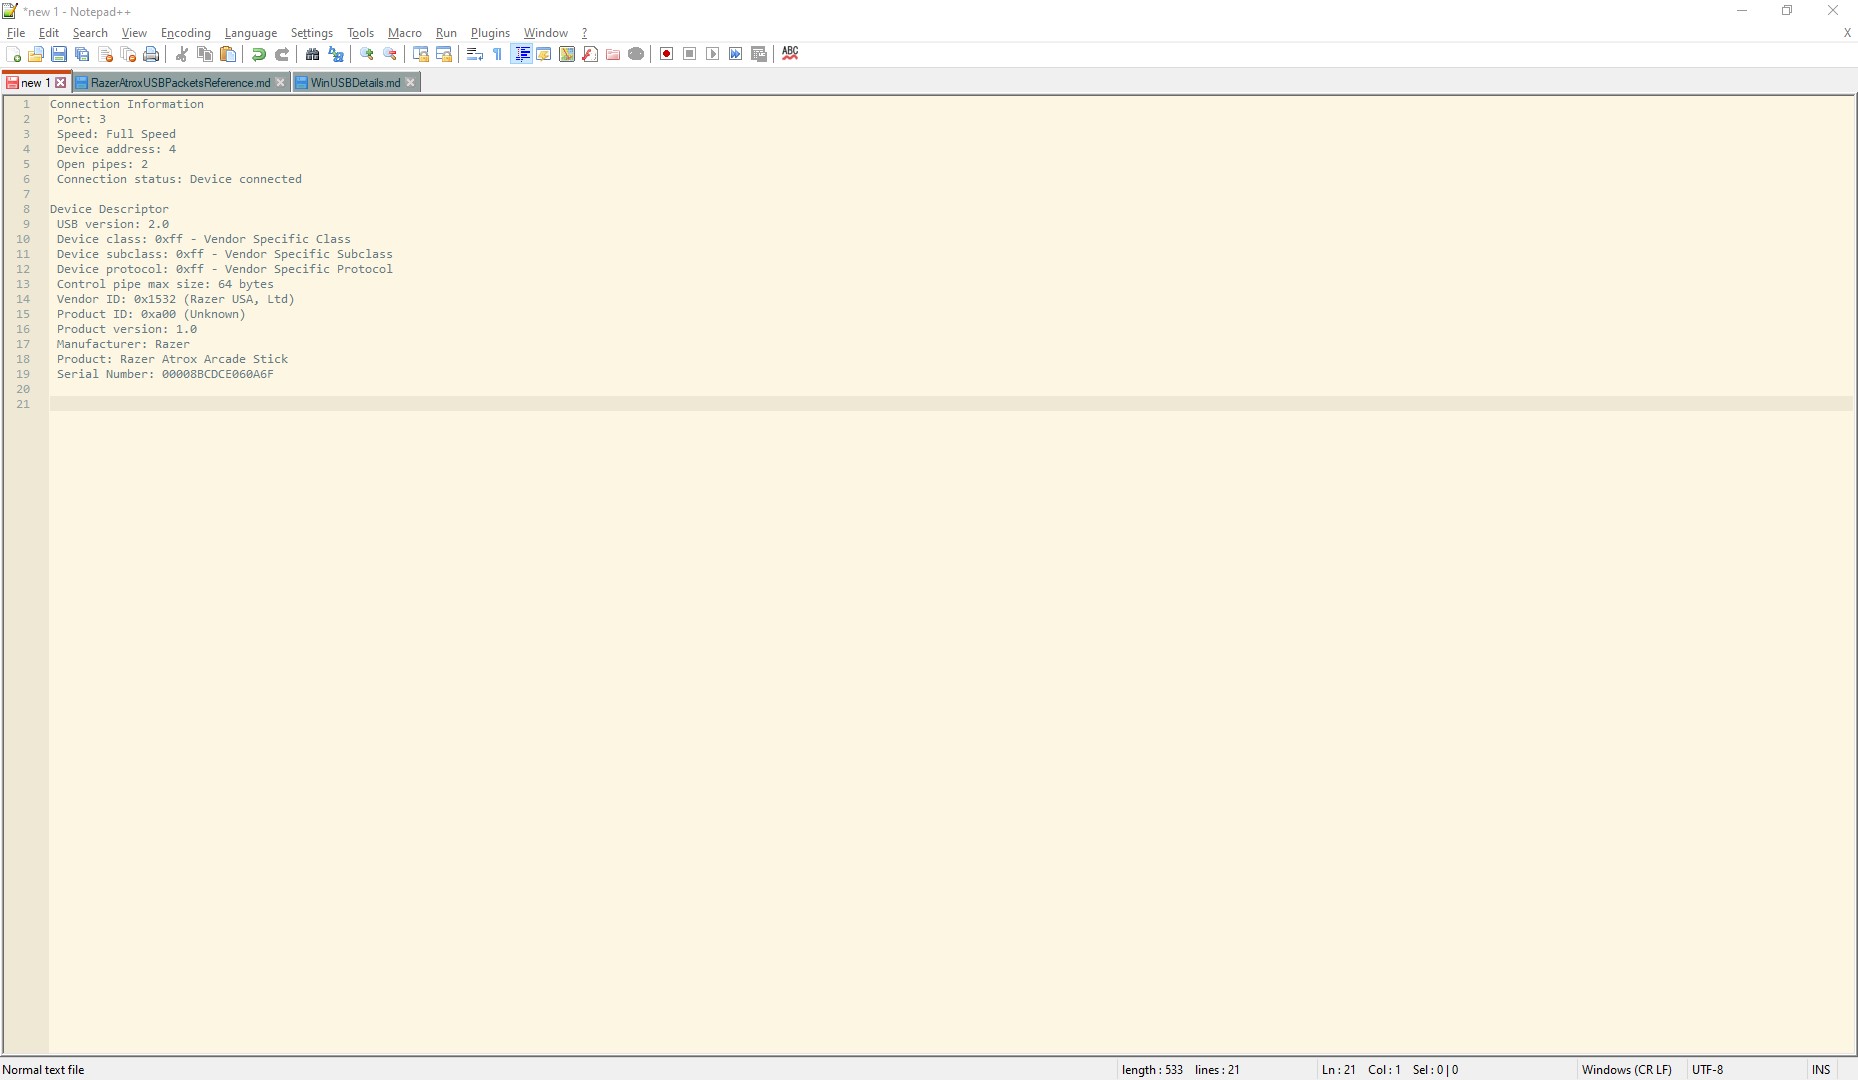 *new 1 - Notepad++
File Edit Search View Encoding Language Settings Tools Macro Run Plugins Window ? X
ABC
new 1 RazerAtroxUSBPacketsReference.md WinUSBDetails.md
1 Connection Information
2 Port: 3
3 Speed: Full Speed
4 Device address: 4
5 Open pipes: 2
6 Connection status: Device connected
7
8 Device Descriptor
9 USB version: 2.0
10 Device class: 0xff - Vendor Specific Class
11 Device subclass: 0xff - Vendor Specific Subclass
12 Device protocol: 0xff - Vendor Specific Protocol
13 Control pipe max size: 64 bytes
14 Vendor ID: 0x1532 (Razer USA, Ltd)
15 Product ID: 0xa00 (Unknown)
16 Product version: 1.0
17 Manufacturer: Razer
18 Product: Razer Atrox Arcade Stick
19 Serial Number: 00008BCDCE060A6F
20
21
Normal text file length : 533 lines : 21 Ln : 21 Col : 1 Sel : 0 | 0 Windows (CR LF) UTF-8 INS